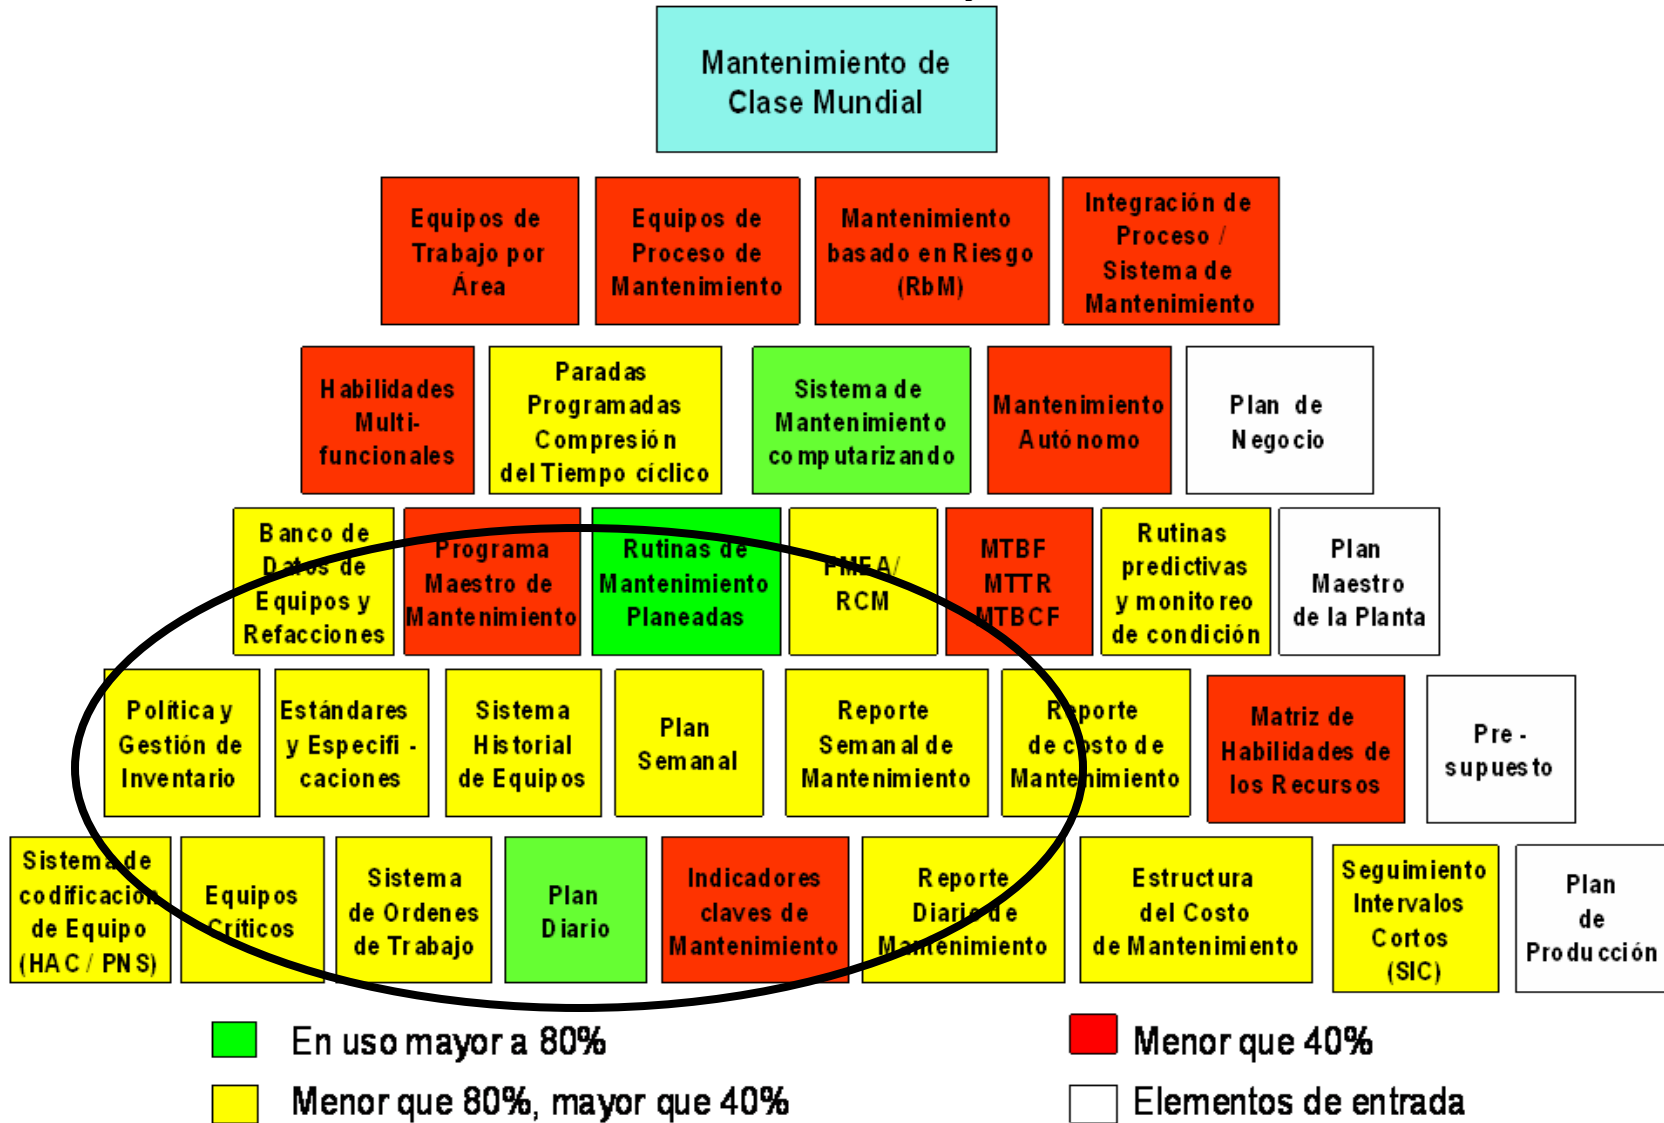 Mantenimiento de
Clase Mundial
Equipos de
Trabajo por
Área
Equipos de
Proceso de
Mantenimiento
Mantenimiento
basado en Riesgo
(RbM)
Integración de
Proceso /
Sistema de
Mantenimiento
Habilidades
Multi-
funcionales
Paradas
Programadas
Compresión
del Tiempo cíclico
Sistema de
Mantenimiento
computarizando
Mantenimiento
Autónomo
Plan de
Negocio
Banco de
Datos de
Equipos y
Refacciones
Programa
Maestro de
Mantenimiento
Rutinas de
Mantenimiento
Planeadas
FMEA/
RCM
MTBF
MTTR
MTBCF
Rutinas
predictivas
y monitoreo
de condición
Plan
Maestro
de la Planta
Política y
Gestión de
Inventario
Estándares
y Especifi -
caciones
Sistema
Historial
de Equipos
Plan
Semanal
Reporte
Semanal de
Mantenimiento
Reporte
de costo de
Mantenimiento
Matriz de
Habilidades de
los Recursos
Pre -
supuesto
Sistema de
codificación
de Equipo
(HAC / PNS)
Equipos
Críticos
Sistema
de Ordenes
de Trabajo
Plan
Diario
Indicadores
claves de
Mantenimiento
Reporte
Diario de
Mantenimiento
Estructura
del Costo
de Mantenimiento
Seguimiento
Intervalos
Cortos
(SIC)
Plan
de
Producción
En uso mayor a 80%
Menor que 40%
Menor que 80%, mayor que 40%
Elementos de entrada